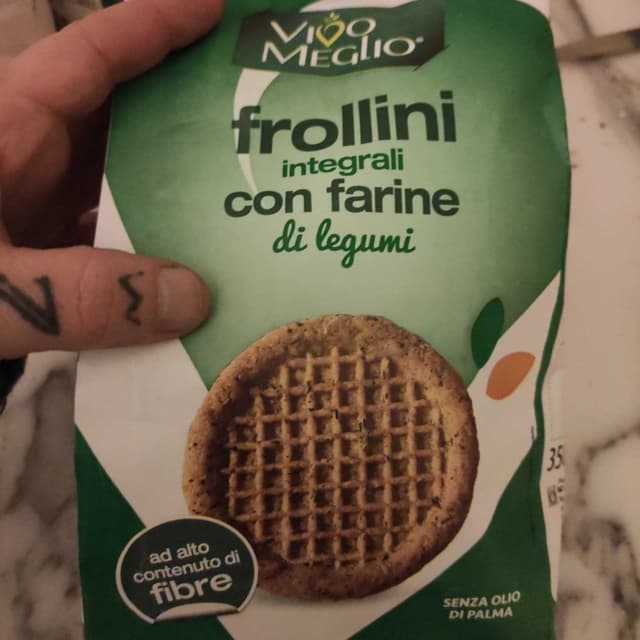 VIVO
MEGLIO®
frollini
integrali
con farine
di legumi
ad alto
contenuto di
fibre
SENZA OLIO
DI PALMA